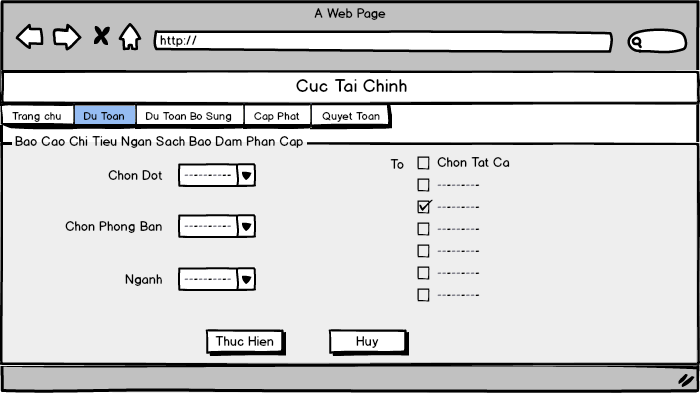 A Web Page
http://
Cuc Tai Chinh
Trang chu
Du Toan
Du Toan Bo Sung
Cap Phat
Quyet Toan
Bao Cao Chi Tieu Ngan Sach Bao Dam Phan Cap
Chon Dot
Chon Phong Ban
Nganh
To
Chon Tat Ca
Thuc Hien
Huy